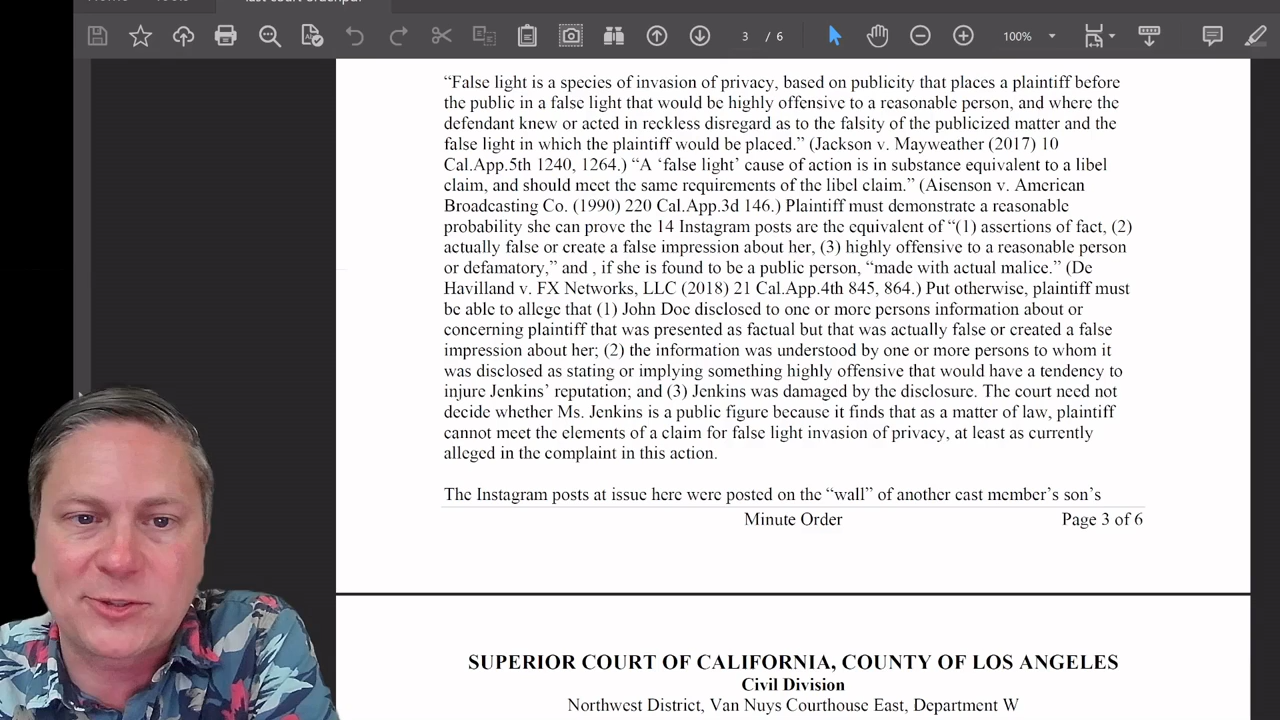 3 / 6
100%
“False light is a species of invasion of privacy, based on publicity that places a plaintiff before
the public in a false light that would be highly offensive to a reasonable person, and where the
defendant knew or acted in reckless disregard as to the falsity of the publicized matter and the
false light in which the plaintiff would be placed.” (Jackson v. Mayweather (2017) 10
Cal.App.5th 1240, 1264.) “A ‘false light’ cause of action is in substance equivalent to a libel
claim, and should meet the same requirements of the libel claim.” (Aisenson v. American
Broadcasting Co. (1990) 220 Cal.App.3d 146.) Plaintiff must demonstrate a reasonable
probability she can prove the 14 Instagram posts are the equivalent of “(1) assertions of fact, (2)
actually false or create a false impression about her, (3) highly offensive to a reasonable person
or defamatory,” and , if she is found to be a public person, “made with actual malice.” (De
Havilland v. FX Networks, LLC (2018) 21 Cal.App.4th 845, 864.) Put otherwise, plaintiff must
be able to allege that (1) John Doe disclosed to one or more persons information about or
concerning plaintiff that was presented as factual but that was actually false or created a false
impression about her; (2) the information was understood by one or more persons to whom it
was disclosed as stating or implying something highly offensive that would have a tendency to
injure Jenkins’ reputation; and (3) Jenkins was damaged by the disclosure. The court need not
decide whether Ms. Jenkins is a public figure because it finds that as a matter of law, plaintiff
cannot meet the elements of a claim for false light invasion of privacy, at least as currently
alleged in the complaint in this action.
The Instagram posts at issue here were posted on the “wall” of another cast member’s son’s
Minute Order Page 3 of 6
SUPERIOR COURT OF CALIFORNIA, COUNTY OF LOS ANGELES
Civil Division
Northwest District, Van Nuys Courthouse East, Department W